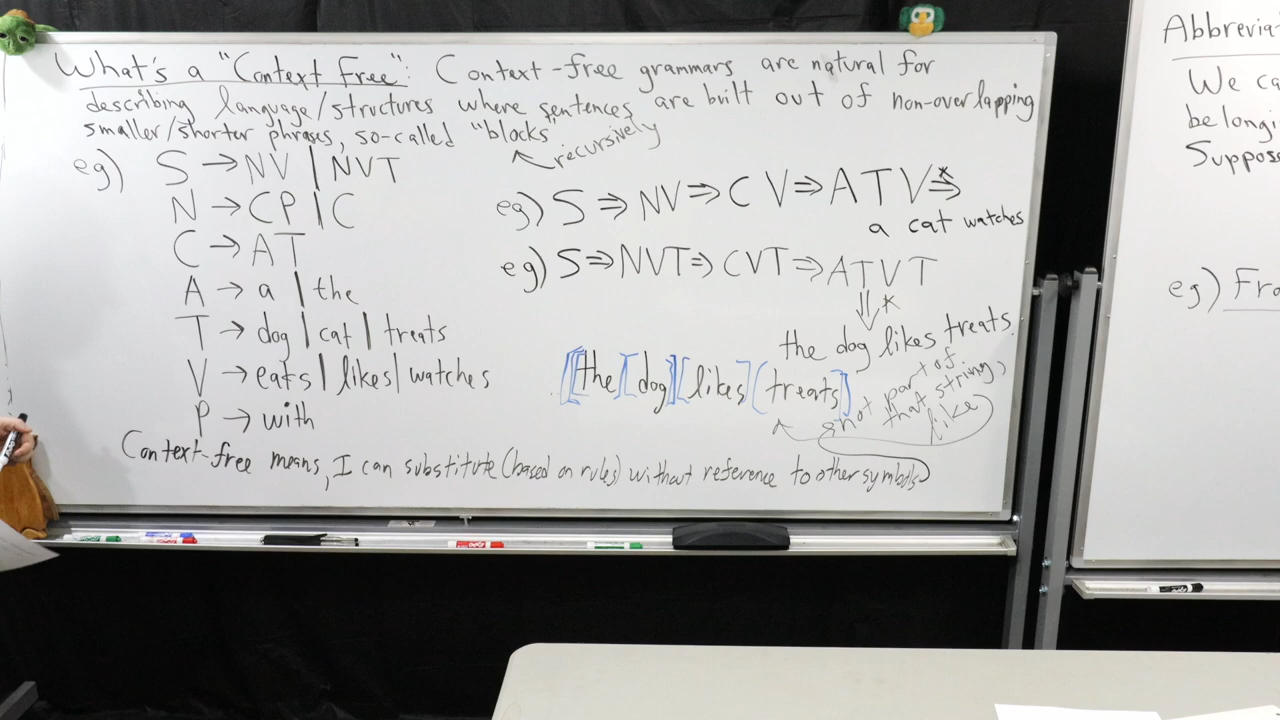 What's a "Context Free": Context-free grammars are natural for
describing language/structures where sentences are built out of non-overlapping
smaller/shorter phrases, so-called "blocks"
recursively
eg) S → NV | NVT
N → CP | C
C → AT
A → a | the
T → dog | cat | treats
V → eats | likes | watches
P → with
eg) S ⇒ NV ⇒ CV ⇒ ATV ⇒*
a cat watches
eg) S ⇒ NVT ⇒ CVT ⇒ ATVT
⇓*
the dog likes treats.
[[the][dog]][likes][treats]
not part of
that string,
like
Context-free means, I can substitute (based on rules) without reference to other symbols
Abbrevia
We ca
belongi
Suppose
eg) Fro